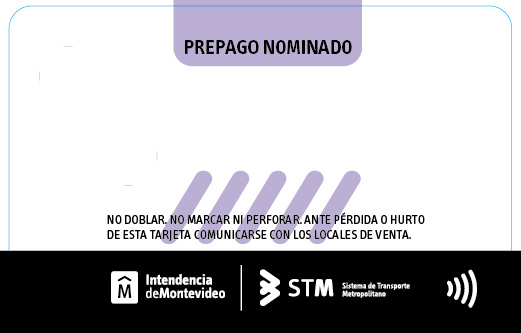 PREPAGO NOMINADO
NO DOBLAR. NO MARCAR NI PERFORAR. ANTE PÉRDIDA O HURTO
DE ESTA TARJETA COMUNICARSE CON LOS LOCALES DE VENTA.
Intendencia
deMontevideo
STM
Sistema de Transporte
Metropolitano